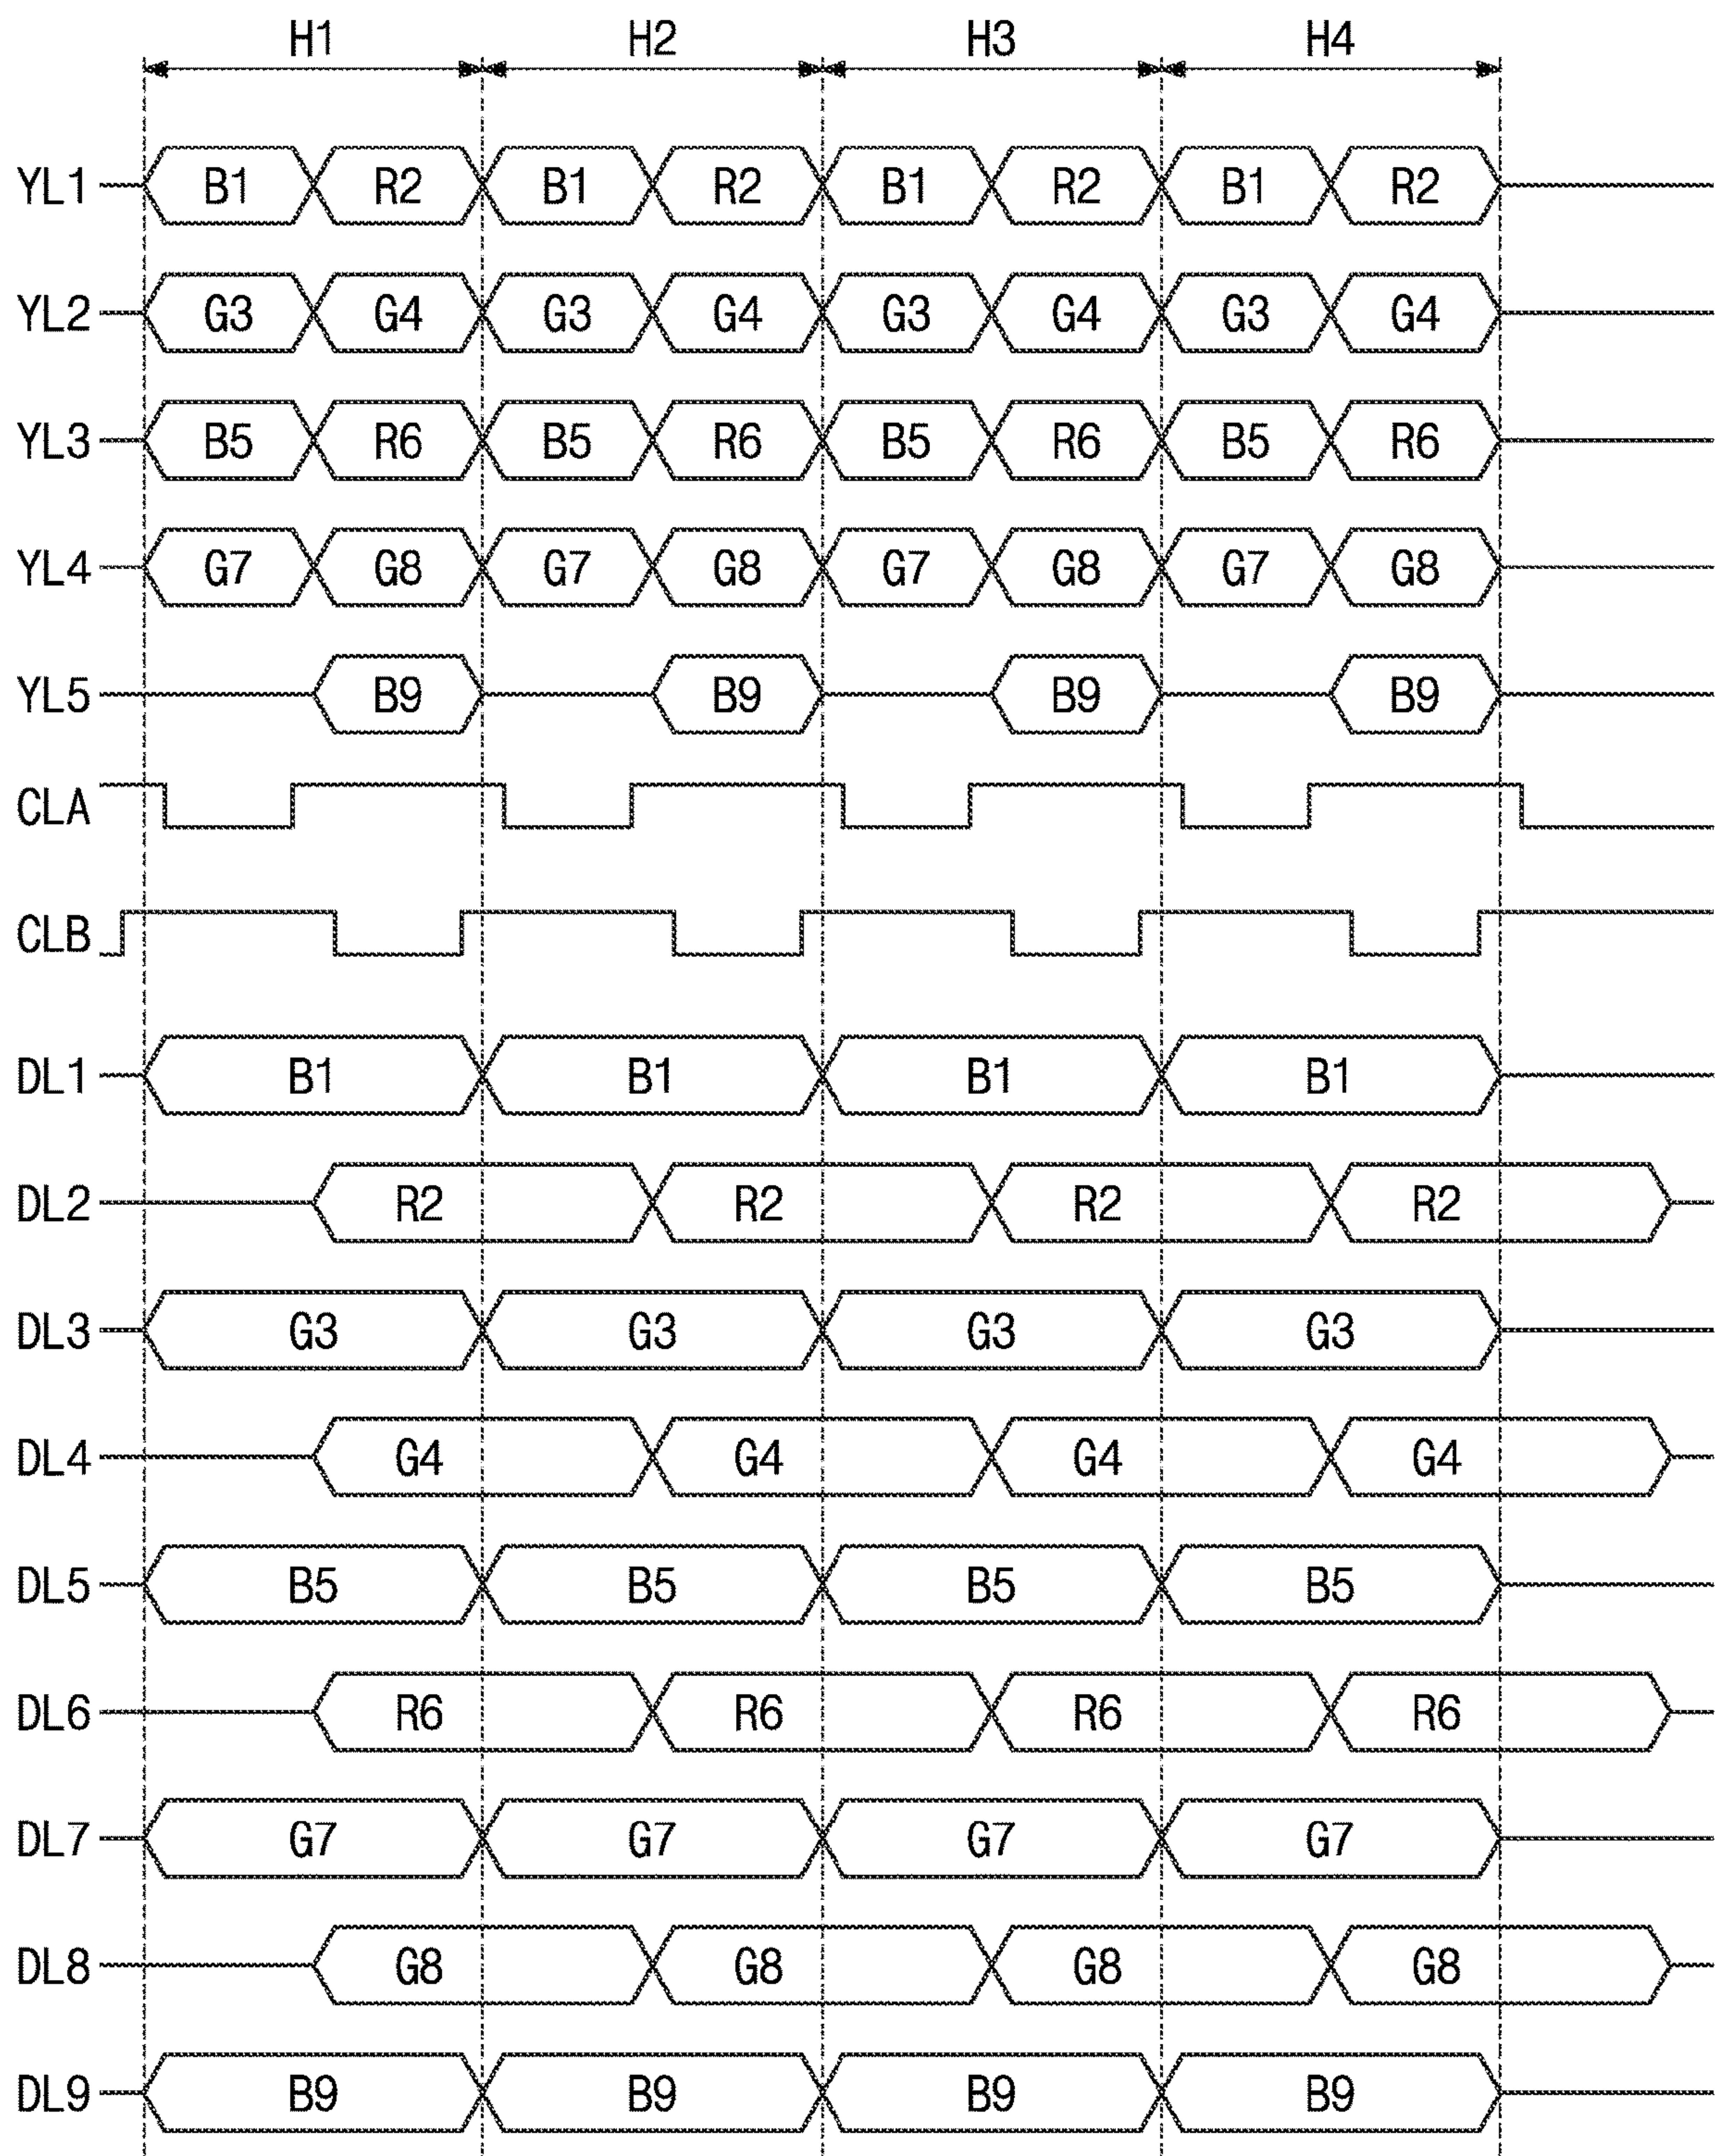 H1 H2 H3 H4
YL1 B1 R2 B1 R2 B1 R2 B1 R2
YL2 G3 G4 G3 G4 G3 G4 G3 G4
YL3 B5 R6 B5 R6 B5 R6 B5 R6
YL4 G7 G8 G7 G8 G7 G8 G7 G8
YL5 B9 B9 B9 B9
CLA
CLB
DL1 B1 B1 B1 B1
DL2 R2 R2 R2 R2
DL3 G3 G3 G3 G3
DL4 G4 G4 G4 G4
DL5 B5 B5 B5 B5
DL6 R6 R6 R6 R6
DL7 G7 G7 G7 G7
DL8 G8 G8 G8 G8
DL9 B9 B9 B9 B9